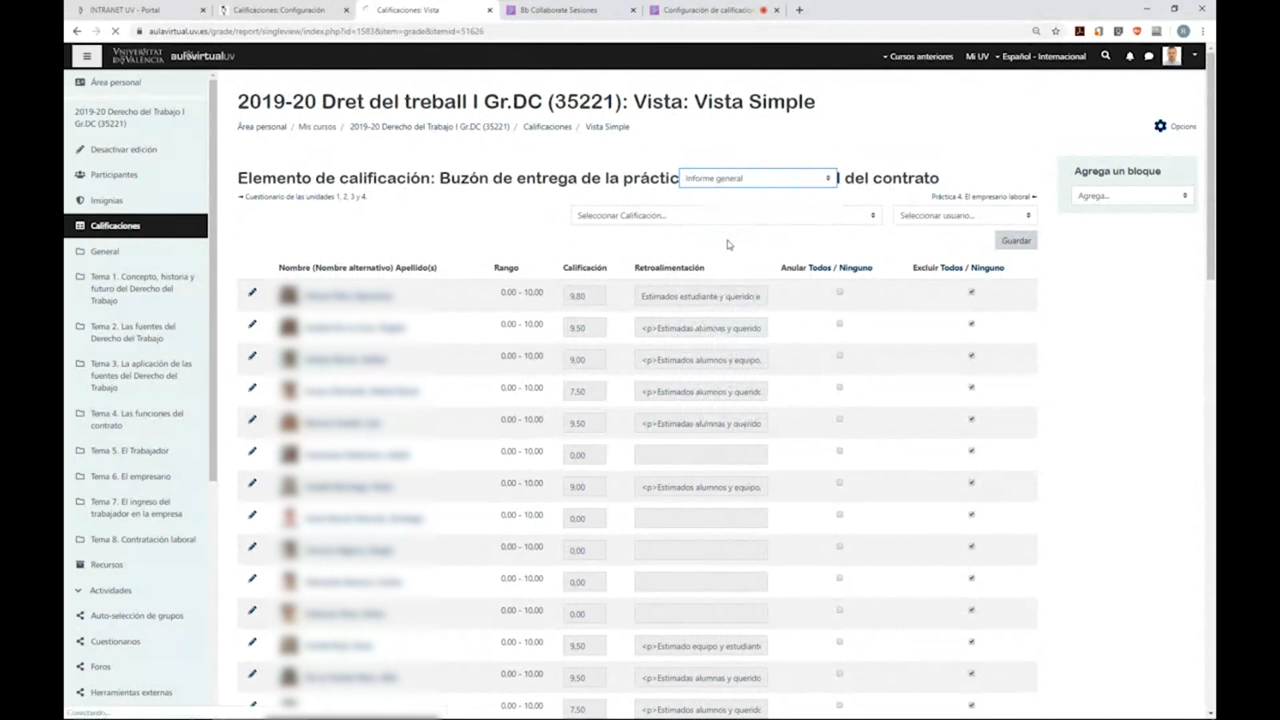 INTRANET UV - Portal
Calificaciones: Configuración
Calificaciones: Vista
Bb Collaborate Sesiones
Configuración de calificacio
aulavirtual.uv.es/grade/report/singleview/index.php?id=1583&item=grade&itemid=51626
VNIVERSITAT
DE VALÈNCIA
aulavirtualuv
Cursos anteriores
Mi UV
Español - Internacional
Área personal
2019-20 Derecho del Trabajo I
Gr.DC (35221)
Desactivar edición
Participantes
Insignias
Calificaciones
General
Tema 1. Concepto, historia y
futuro del Derecho del
Trabajo
Tema 2. Las fuentes del
Derecho del Trabajo
Tema 3. La aplicación de las
fuentes del Derecho del
Trabajo
Tema 4. Las funciones del
contrato
Tema 5. El Trabajador
Tema 6. El empresario
Tema 7. El ingreso del
trabajador en la empresa
Tema 8. Contratación laboral
Recursos
Actividades
Auto-selección de grupos
Cuestionarios
Foros
Herramientas externas
Conectando...
2019-20 Dret del treball I Gr.DC (35221): Vista: Vista Simple
Área personal / Mis cursos / 2019-20 Derecho del Trabajo I Gr.DC (35221) / Calificaciones / Vista Simple
Opcions
Agrega un bloque
Agrega...
Elemento de calificación: Buzón de entrega de la práctic
Informe general
l del contrato
Cuestionario de las unidades 1, 2, 3 y 4.
Práctica 4. El empresario laboral
Seleccionar Calificación...
Seleccionar usuario...
Guardar
Nombre (Nombre alternativo) Apellido(s) Rango Calificación Retroalimentación Anular Todos / Ninguno Excluir Todos / Ninguno
0,00 - 10,00 9,80 Estimados estudiante y querido e
0,00 - 10,00 9,50 <p>Estimadas alumnas y querido
0,00 - 10,00 9,00 <p>Estimados alumnos y equipo,
0,00 - 10,00 7,50 <p>Estimados alumnos y querido
0,00 - 10,00 9,50 <p>Estimadas alumnas y querido
0,00 - 10,00 0,00
0,00 - 10,00 9,00 <p>Estimados alumnos y equipo,
0,00 - 10,00 0,00
0,00 - 10,00 0,00
0,00 - 10,00 0,00
0,00 - 10,00 0,00
0,00 - 10,00 9,50 <p>Estimado equipo y estudiante
0,00 - 10,00 9,50 <p>Estimadas alumnas y querido
0,00 - 10,00 7,50 <p>Estimados alumnos y querido